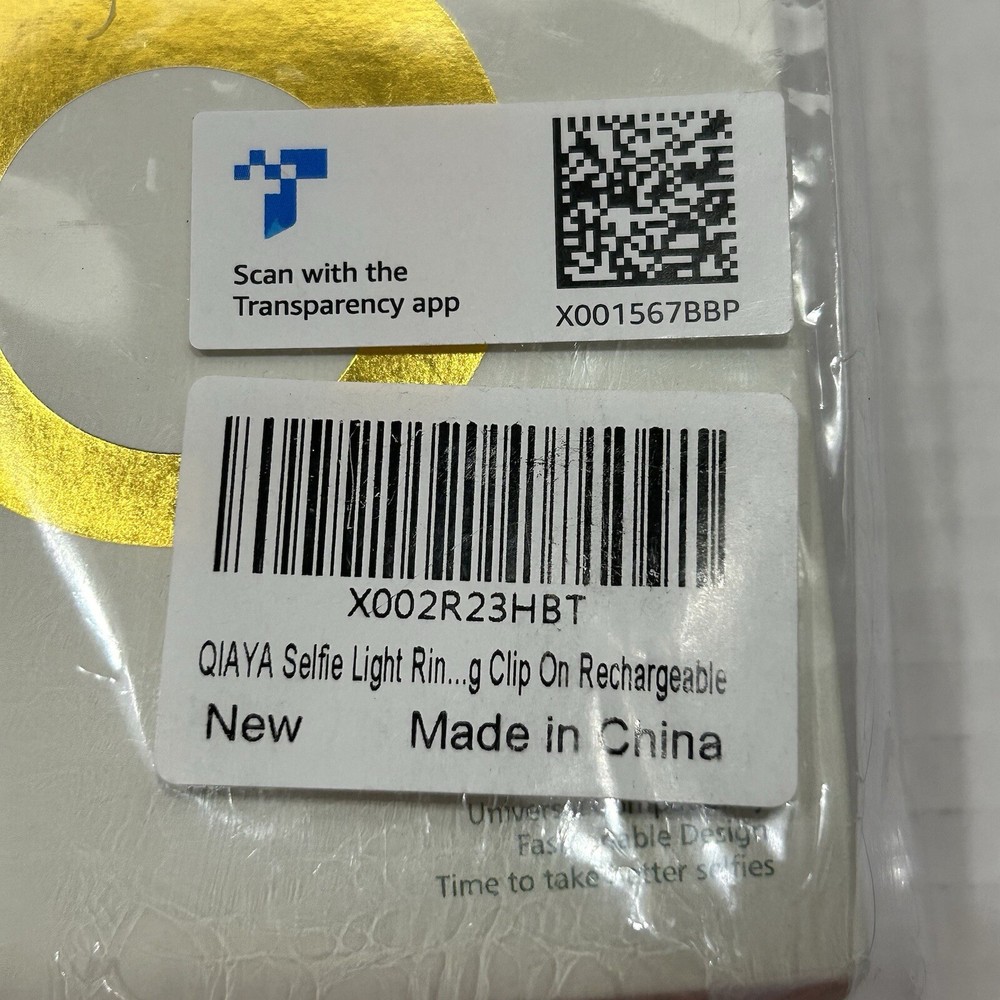 Scan with the
Transparency app
X001567BBP
X002R23HBT
QIAYA Selfie Light Rin...g Clip On Rechargeable
New Made in China
Design
Time to take selfies